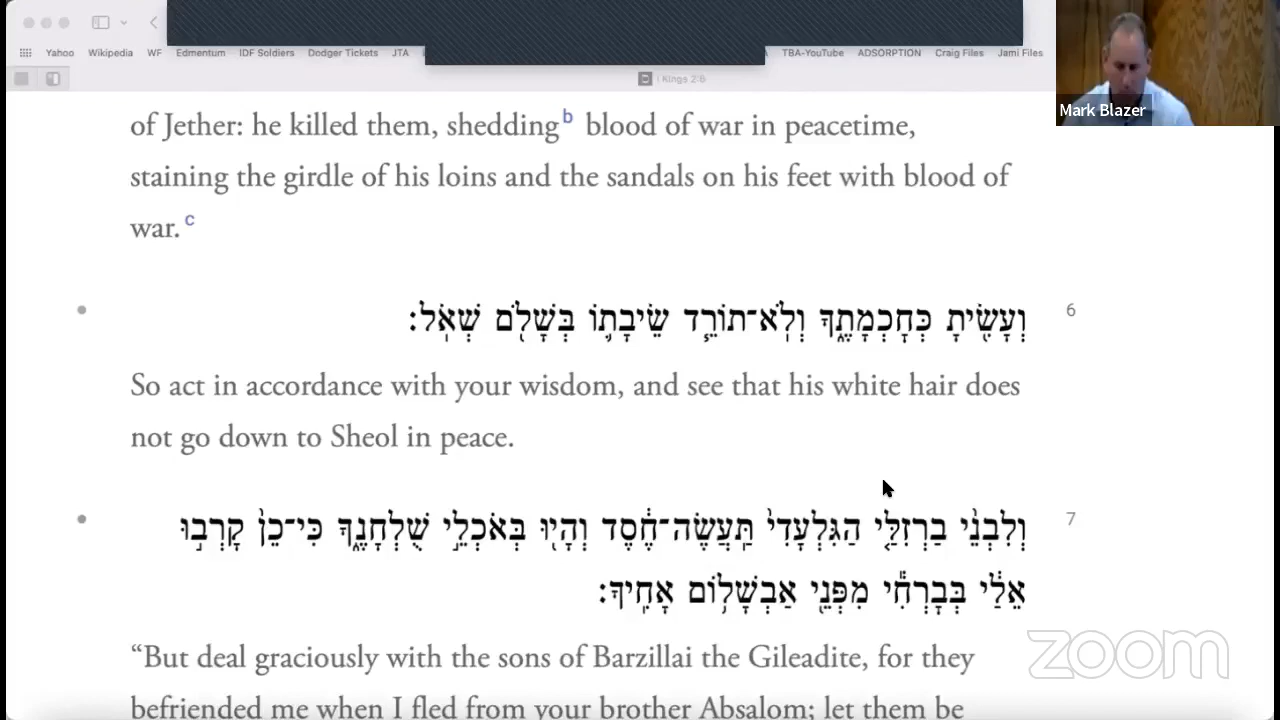 Yahoo Wikipedia WF Edmentum IDF Soldiers Dodger Tickets JTA TBA-YouTube ADSORPTION Craig Files Jami Files
I Kings 2:6
Mark Blazer
of Jether: he killed them, shedding b blood of war in peacetime,
staining the girdle of his loins and the sandals on his feet with blood of
war. c
6
וְעָשִׂ֖יתָ כְּחׇכְמָתֶ֑ךָ וְלֹֽא־תוֹרֵ֧ד שֵׂיבָת֛וֹ בְּשָׁלֹ֖ם שְׁאֹֽל׃
So act in accordance with your wisdom, and see that his white hair does
not go down to Sheol in peace.
7
וְלִבְנֵ֨י בַרְזִלַּ֤י הַגִּלְעָדִי֙ תַּֽעֲשֶׂה־חֶ֔סֶד וְהָי֖וּ בְּאֹכְלֵ֣י שֻׁלְחָנֶ֑ךָ כִּי־כֵן֙ קָרְב֣וּ
אֵלַ֔י בְּבׇרְחִ֕י מִפְּנֵ֖י אַבְשָׁל֥וֹם אָחִֽיךָ׃
“But deal graciously with the sons of Barzillai the Gileadite, for they
befriended me when I fled from your brother Absalom; let them be
zoom